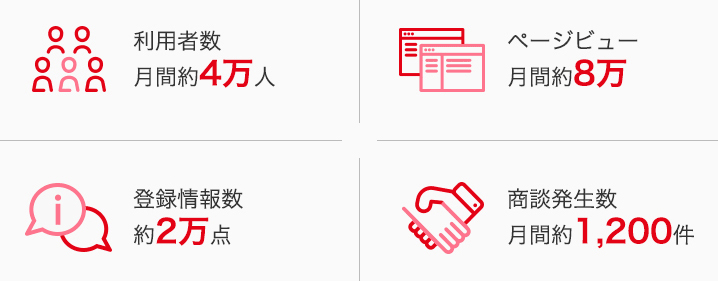 利用者数
月間約4万人
ページビュー
月間約8万
i
登録情報数
約2万点
商談発生数
月間約1,200件